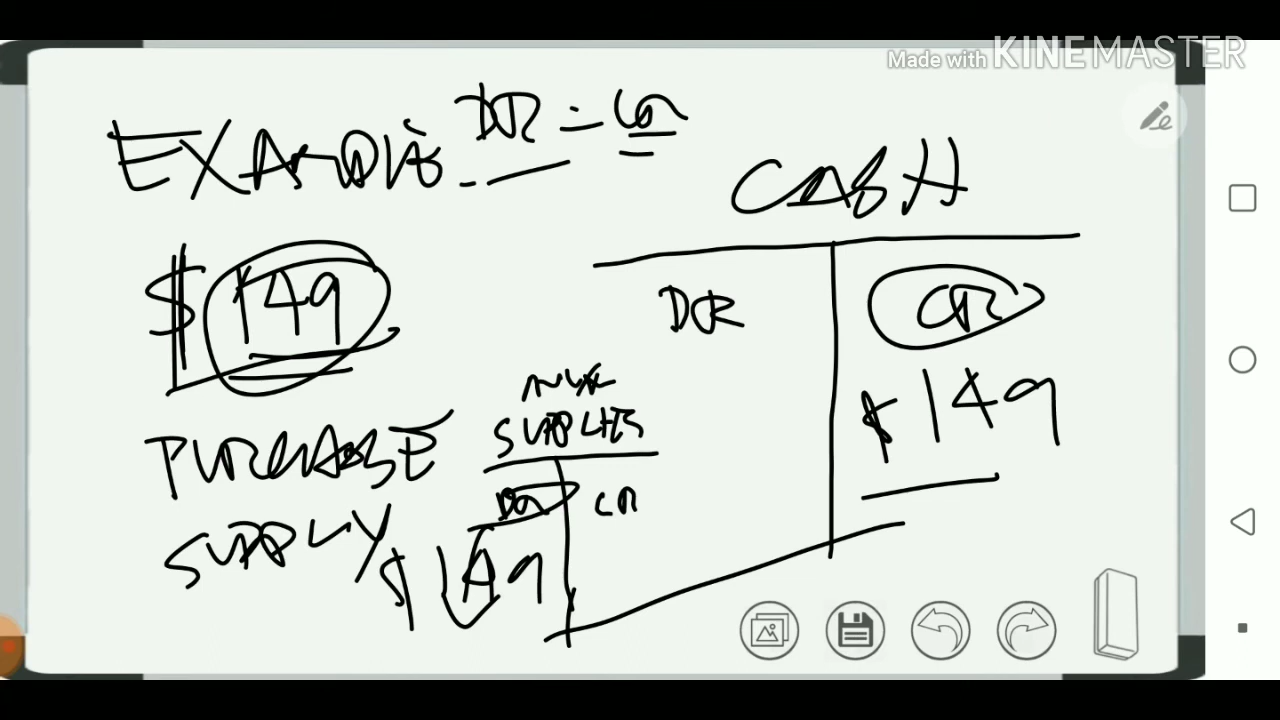 Made with KINEMASTER
EXAMPLE DR = CR
CASH
DR CR
$149
$149
PURCHASE
SUPPLY
SUPPLIES
DR CR
$149